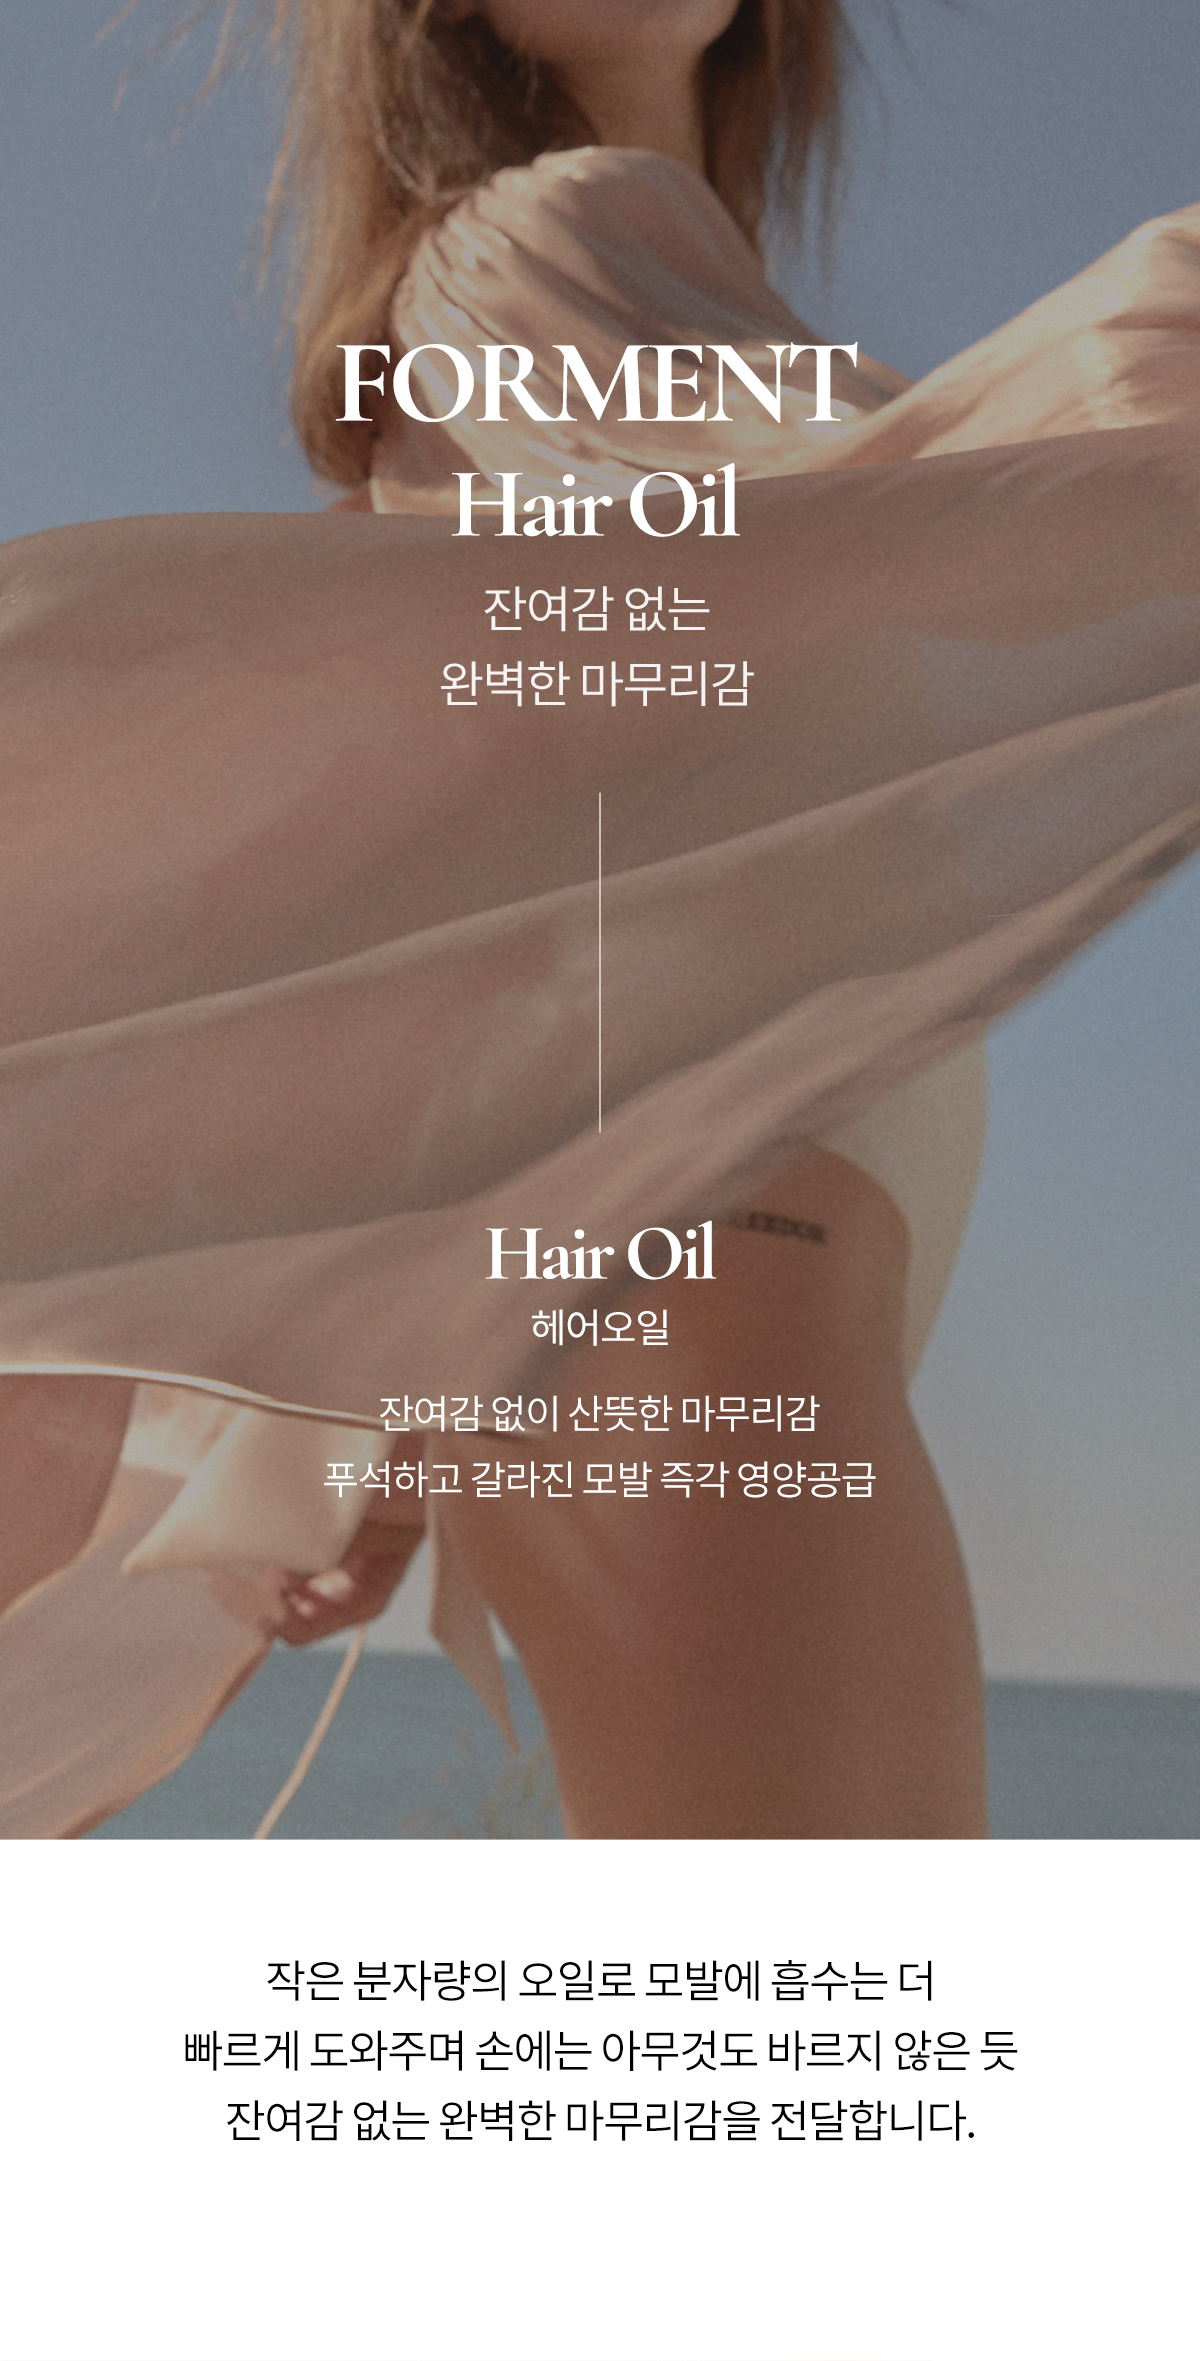 FORMENT
Hair Oil
잔여감 없는
완벽한 마무리감
Hair Oil
헤어오일
잔여감 없이 산뜻한 마무리감
푸석하고 갈라진 모발 즉각 영양공급
작은 분자량의 오일로 모발에 흡수는 더
빠르게 도와주며 손에는 아무것도 바르지 않은 듯
잔여감 없는 완벽한 마무리감을 전달합니다.